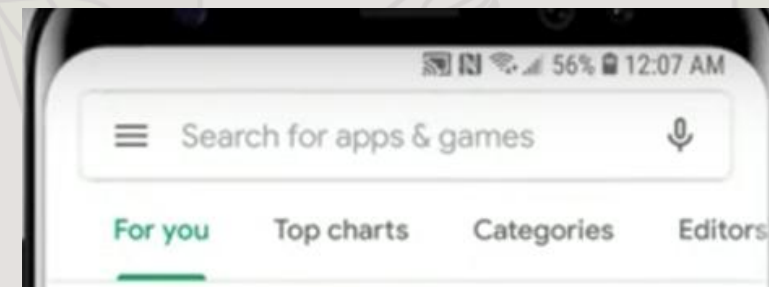 56% 12:07 AM
Search for apps & games
For you Top charts Categories Editors